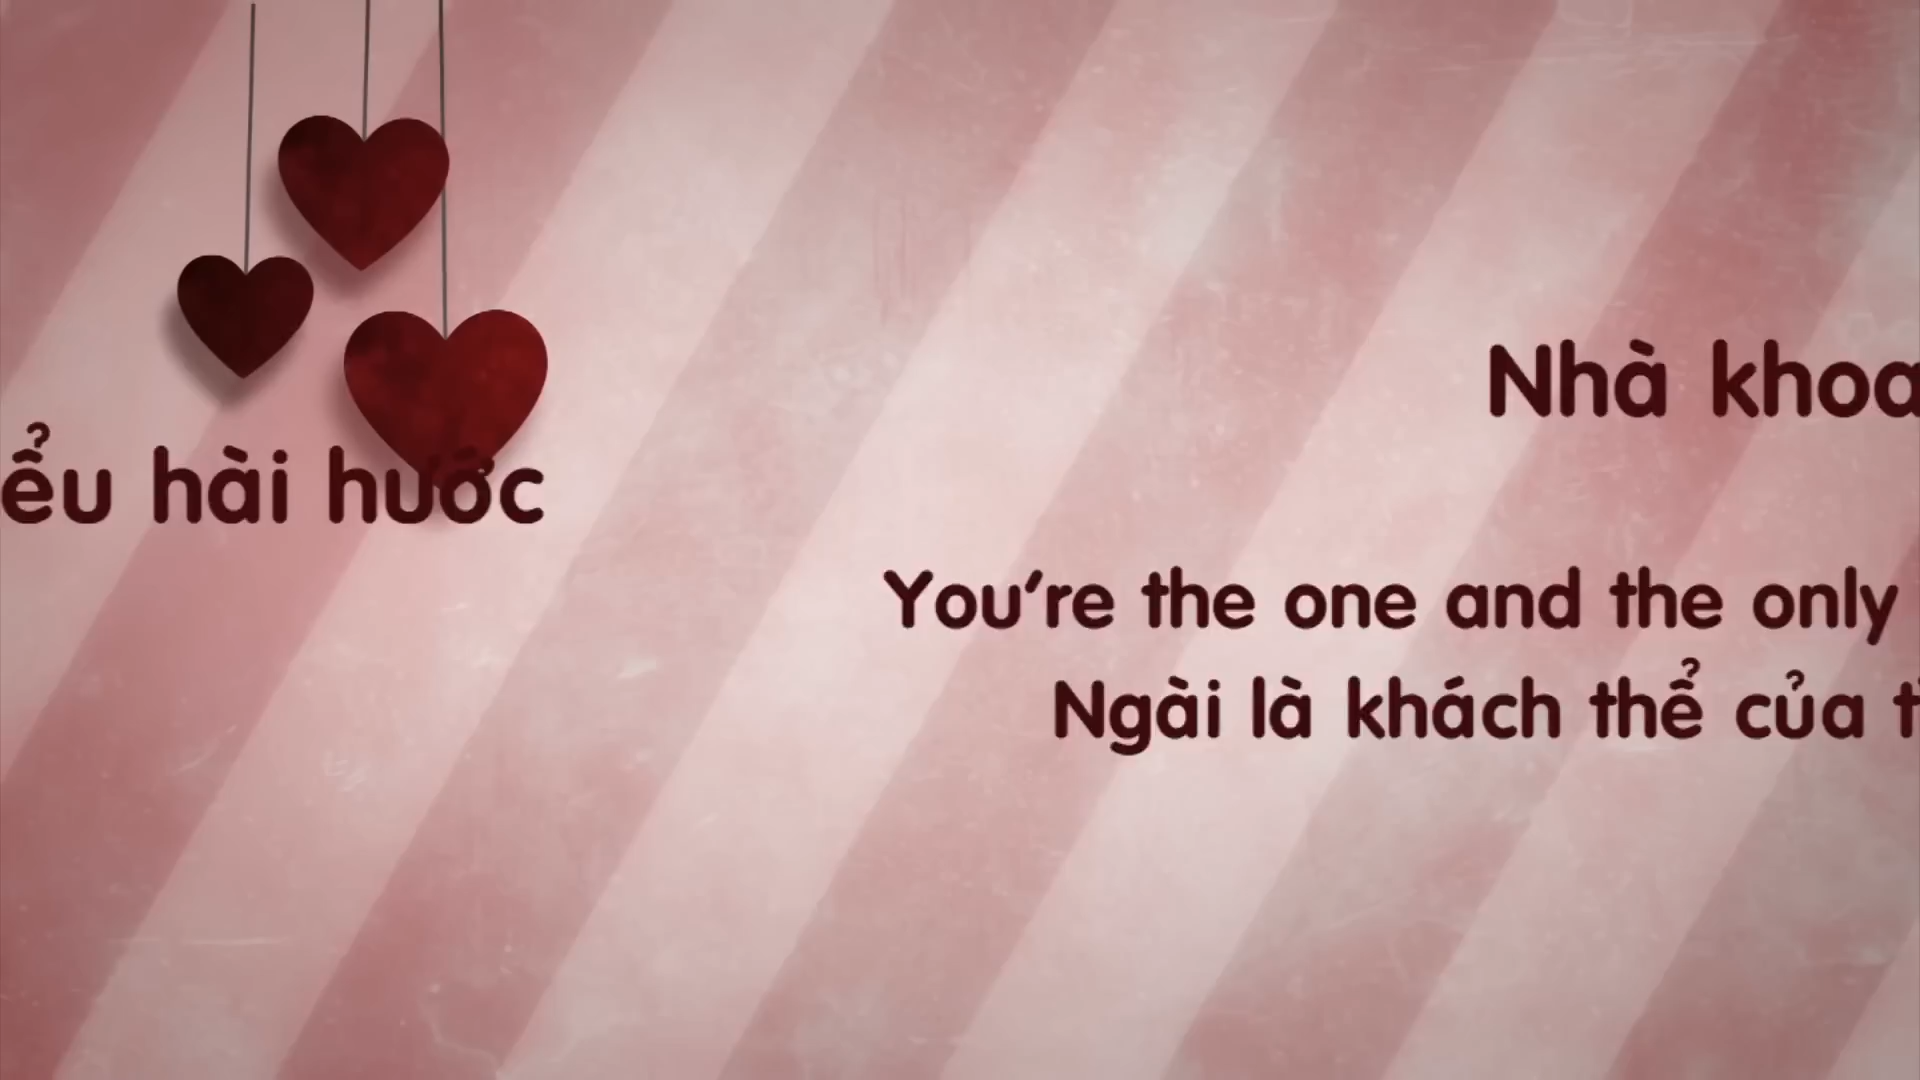 Nhà khoa
ểu hài hước
You're the one and the only
Ngài là khách thể của